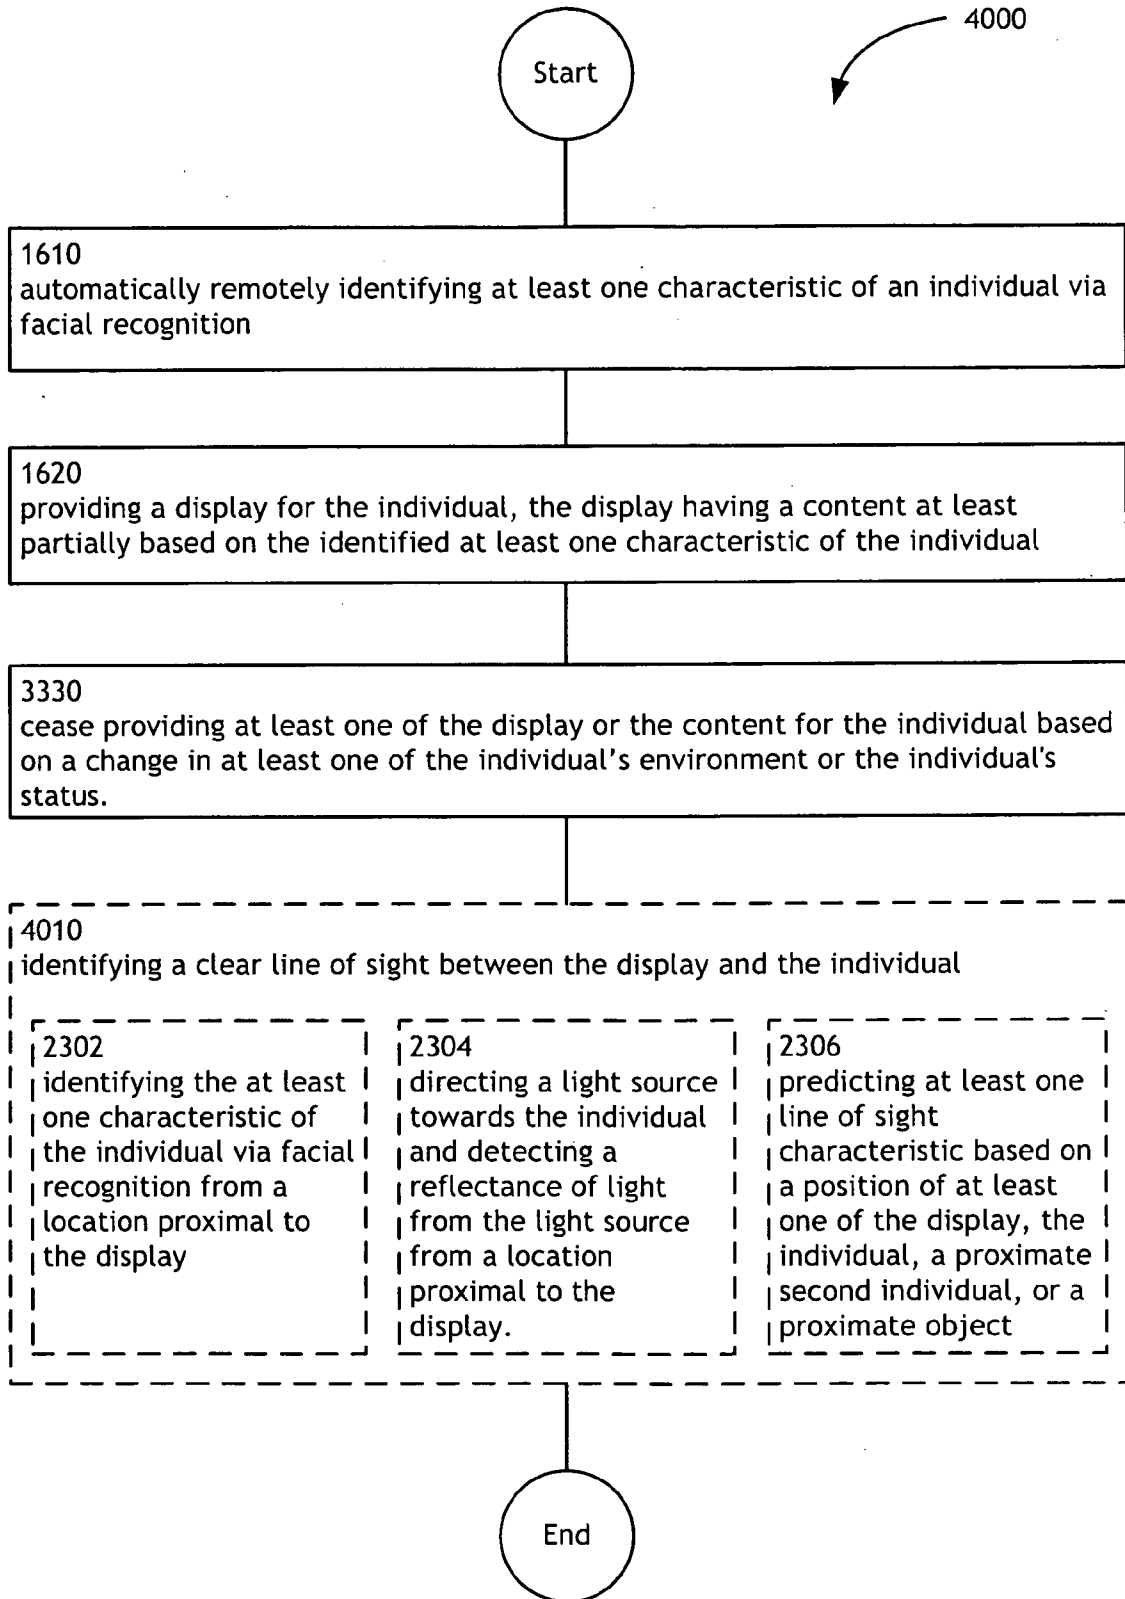 4000
Start
1610
automatically remotely identifying at least one characteristic of an individual via
facial recognition
1620
providing a display for the individual, the display having a content at least
partially based on the identified at least one characteristic of the individual
3330
cease providing at least one of the display or the content for the individual based
on a change in at least one of the individual's environment or the individual's
status.
4010
identifying a clear line of sight between the display and the individual
2302
identifying the at least
one characteristic of
the individual via facial
recognition from a
location proximal to
the display
2304
directing a light source
towards the individual
and detecting a
reflectance of light
from the light source
from a location
proximal to the
display.
2306
predicting at least one
line of sight
characteristic based on
a position of at least
one of the display, the
individual, a proximate
second individual, or a
proximate object
End